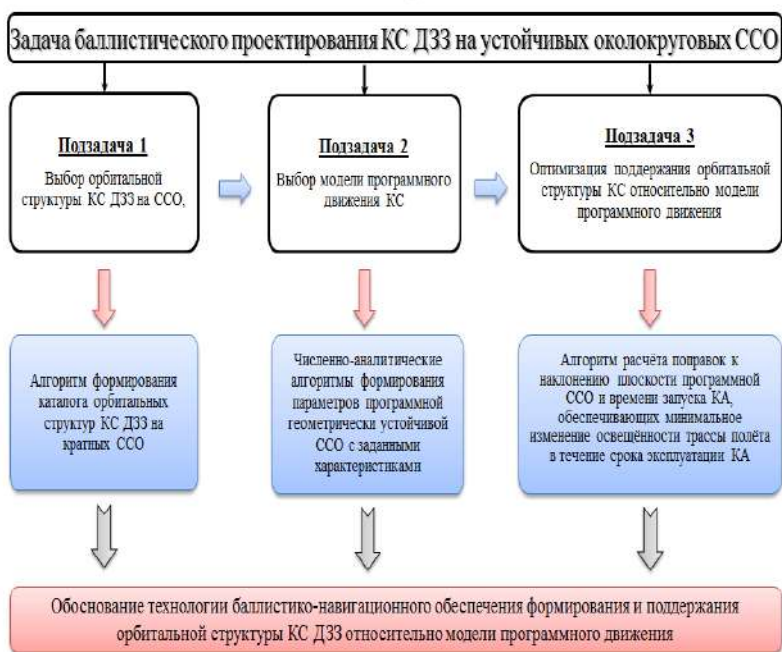 Задача баллистического проектирования КС ДЗЗ на устойчивых околокруговых ССО
Подзадача 1
Выбор орбитальной
структуры КС ДЗЗ на ССО,
Подзадача 2
Выбор модели программного
движения КС
Подзадача 3
Оптимизация поддержания орбитальной
структуры КС относительно модели
программного движения
Алгоритм формирования
каталога орбитальных
структур КС ДЗЗ на
кратных ССО
Численно-аналитические
алгоритмы формирования
параметров программной
геометрически устойчивой
ССО с заданными
характеристиками
Алгоритм расчёта поправок к
наклонению плоскости программной
ССО и времени запуска КА,
обеспечивающих минимальное
изменение освещённости трассы полёта
в течение срока эксплуатации КА
Обоснование технологии баллистико-навигационного обеспечения формирования и поддержания
орбитальной структуры КС ДЗЗ относительно модели программного движения